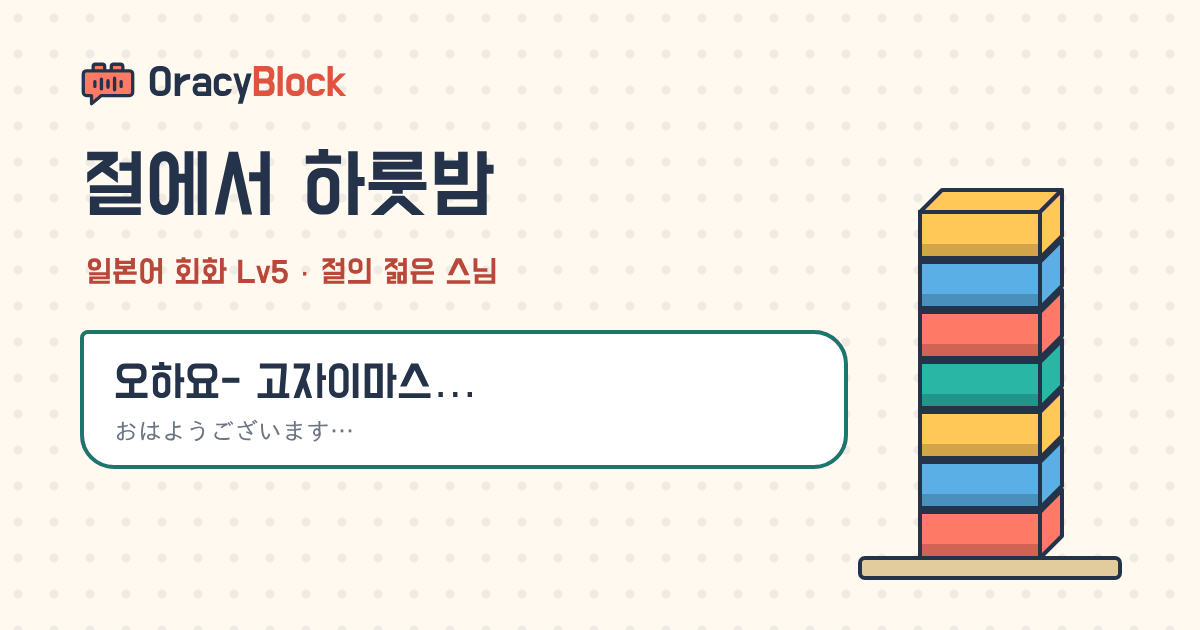 OracyBlock
절에서 하룻밤
일본어 회화 Lv5 · 절의 젊은 스님
오하요- 고자이마스...
おはようございます…